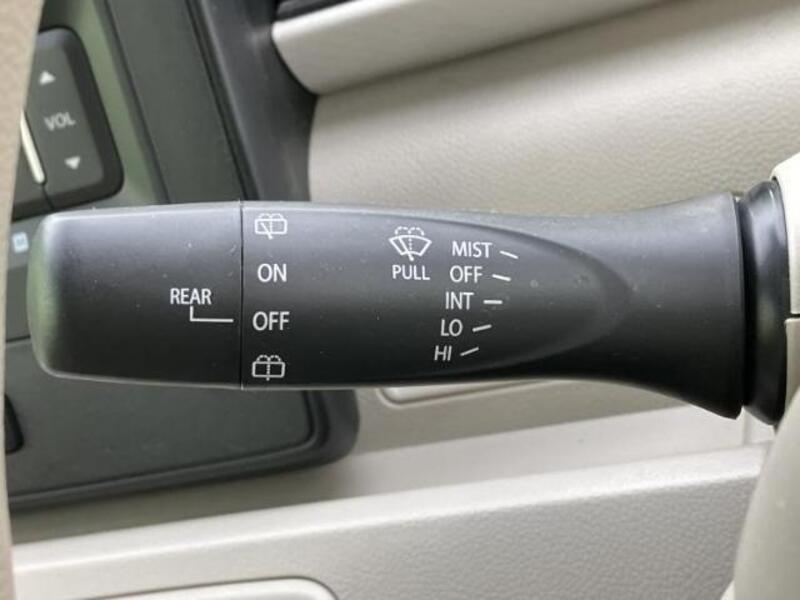 VOL
REAR
ON
OFF
PULL
MIST
OFF
INT
LO
HI